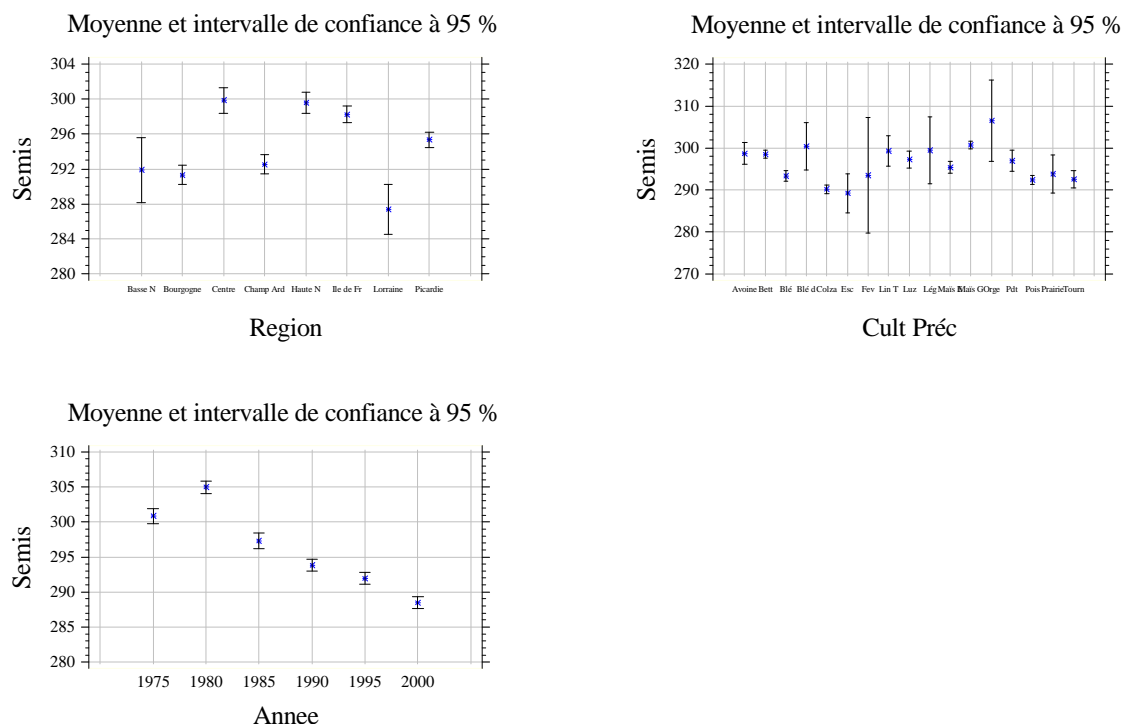 Moyenne et intervalle de confiance à 95 %
304
300
296
292
288
284
280
Semis
Basse N Bourgogne Centre Champ Ard Haute N Ile de Fr Lorraine Picardie
Region
Moyenne et intervalle de confiance à 95 %
320
310
300
290
280
270
Semis
Avoine Bett Blé Blé d Colza Esc Fev Lin T Luz Lég Maïs Maïs G Orge Pdt Pois Prairie Tourn
Cult Préc
Moyenne et intervalle de confiance à 95 %
310
305
300
295
290
285
280
Semis
1975 1980 1985 1990 1995 2000
Annee